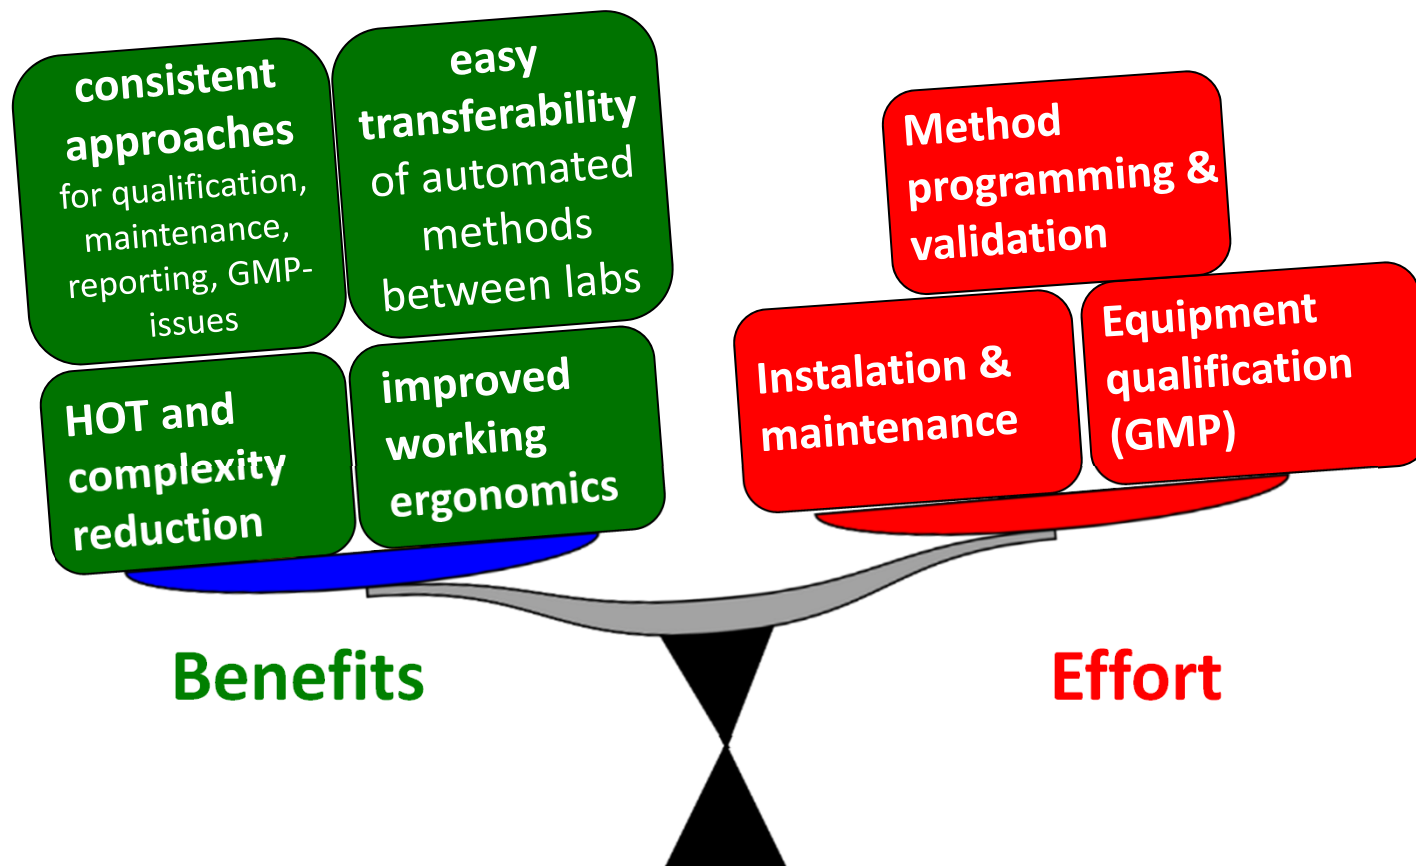 consistent
approaches
for qualification,
maintenance,
reporting, GMP-
issues
easy
transferability
of automated
methods
between labs
HOT and
complexity
reduction
improved
working
ergonomics
Method
programming &
validation
Instalation &
maintenance
Equipment
qualification
(GMP)
Benefits
Effort